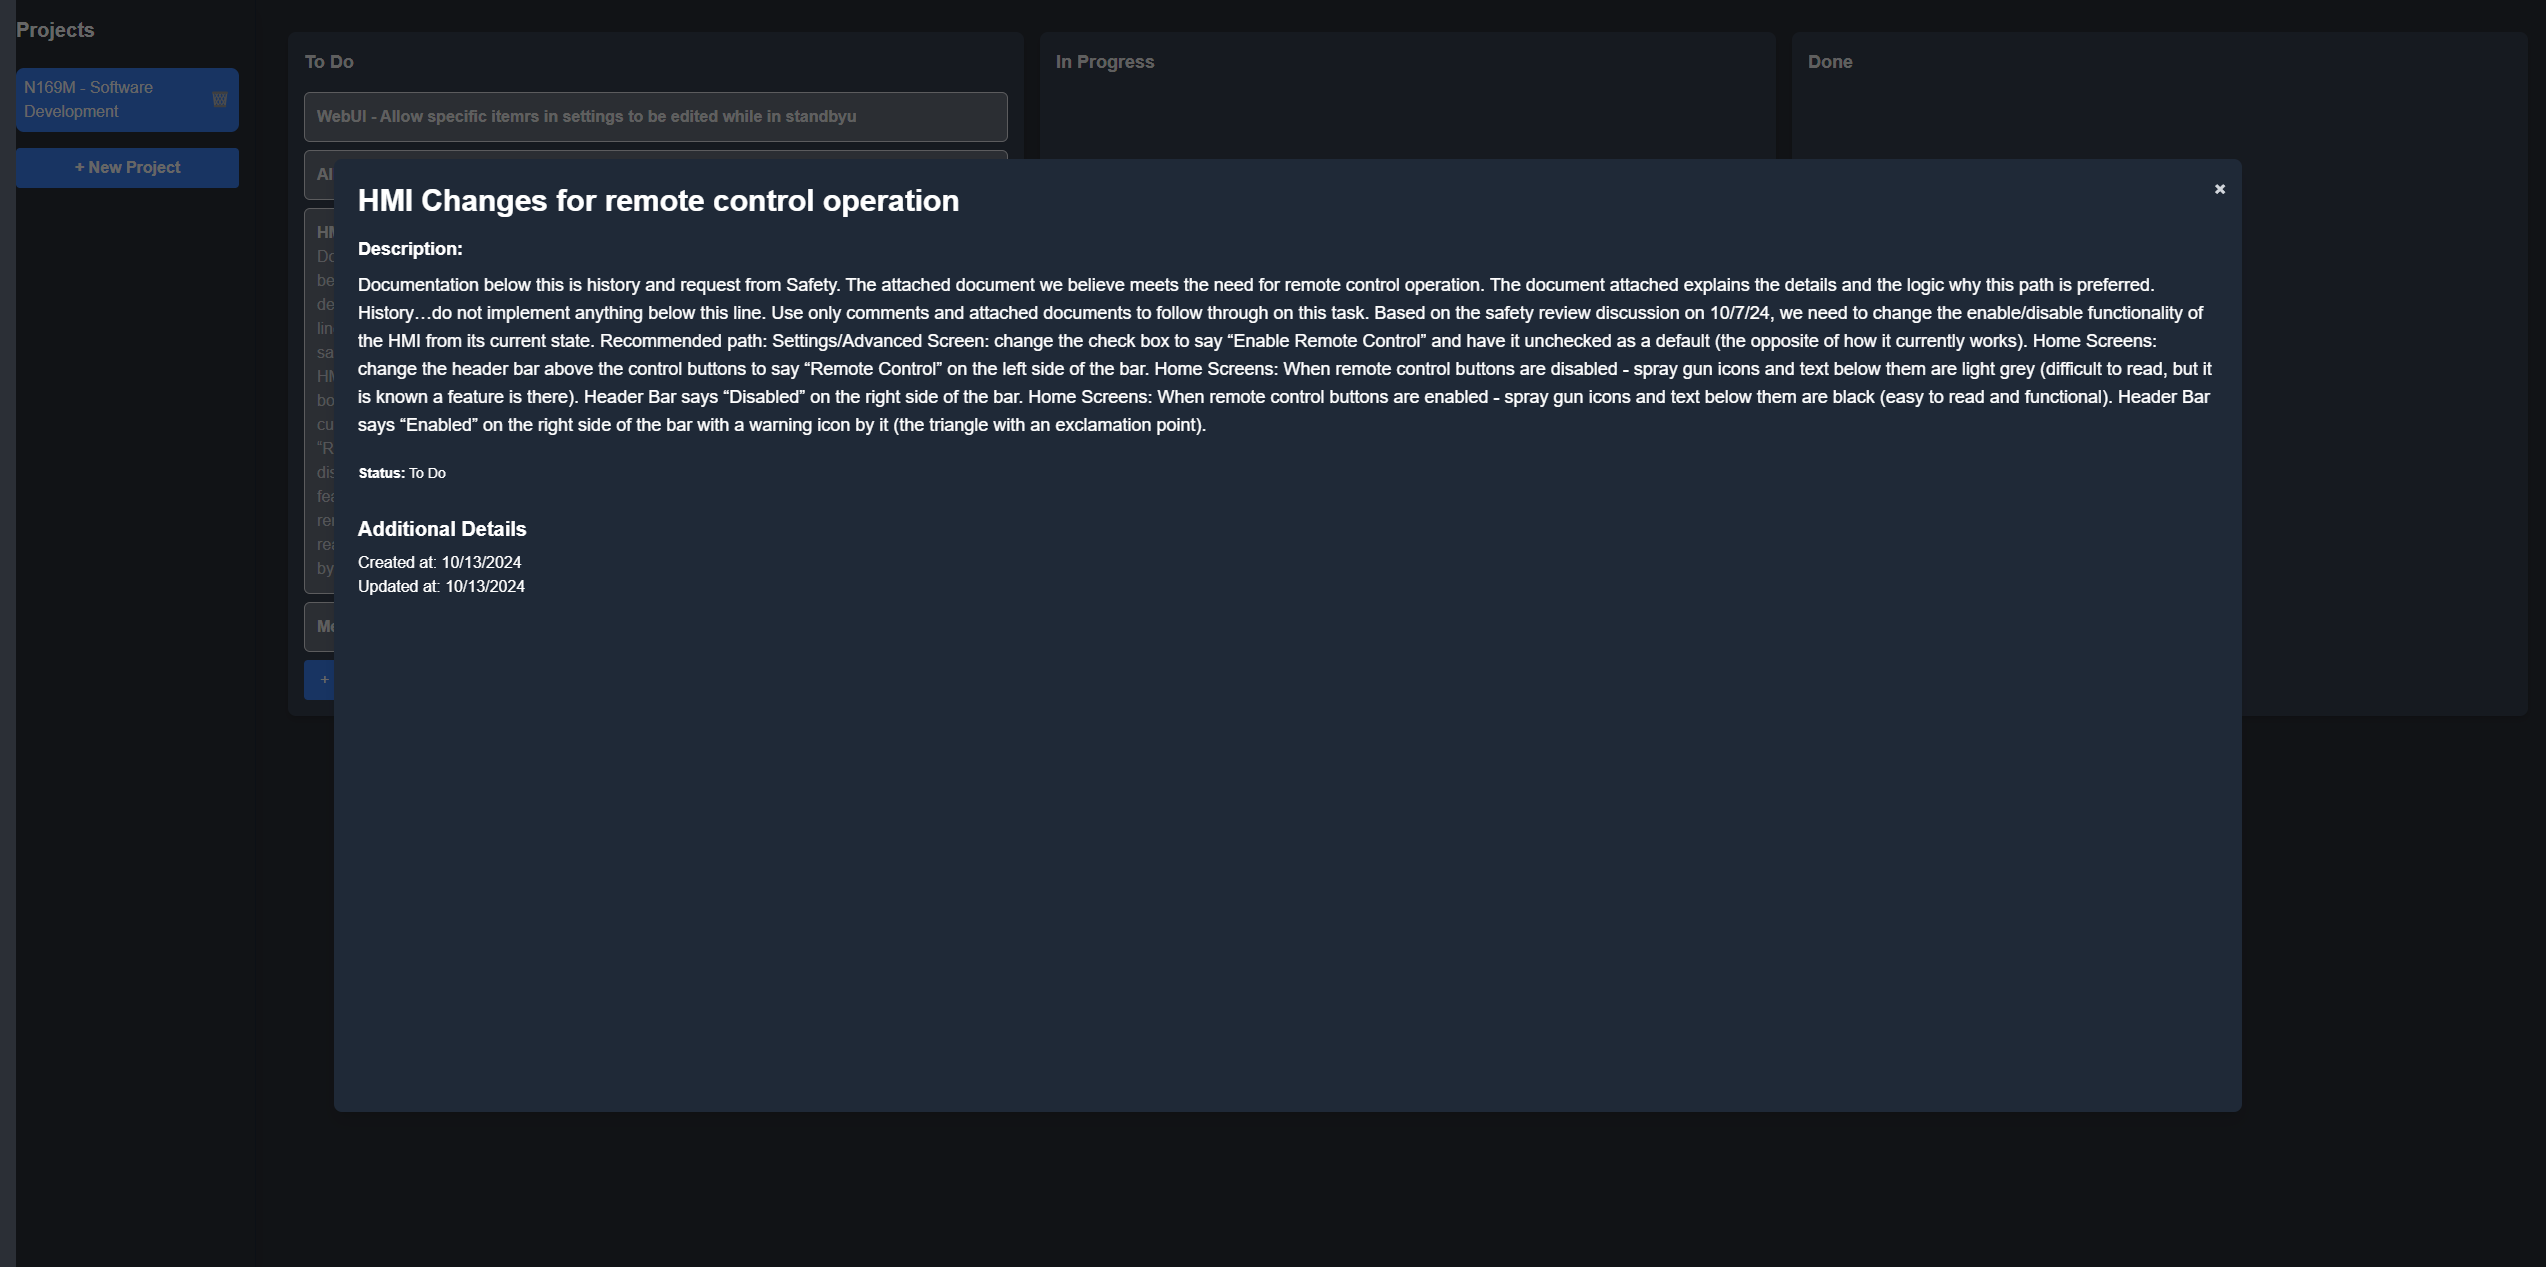 Projects
N169M - Software
Development
+ New Project
To Do
WebUI - Allow specific itemrs in settings to be edited while in standbyu
Al
HM
Do
be
de
lin
sa
HM
bo
cu
“R
dis
fea
rea
by
Mo
+
In Progress
Done
HMI Changes for remote control operation
×
Description:
Documentation below this is history and request from Safety. The attached document we believe meets the need for remote control operation. The document attached explains the details and the logic why this path is preferred.
History…do not implement anything below this line. Use only comments and attached documents to follow through on this task. Based on the safety review discussion on 10/7/24, we need to change the enable/disable functionality of
the HMI from its current state. Recommended path: Settings/Advanced Screen: change the check box to say “Enable Remote Control” and have it unchecked as a default (the opposite of how it currently works). Home Screens:
change the header bar above the control buttons to say “Remote Control” on the left side of the bar. Home Screens: When remote control buttons are disabled - spray gun icons and text below them are light grey (difficult to read, but it
is known a feature is there). Header Bar says “Disabled” on the right side of the bar. Home Screens: When remote control buttons are enabled - spray gun icons and text below them are black (easy to read and functional). Header Bar
says “Enabled” on the right side of the bar with a warning icon by it (the triangle with an exclamation point).
Status: To Do
Additional Details
Created at: 10/13/2024
Updated at: 10/13/2024